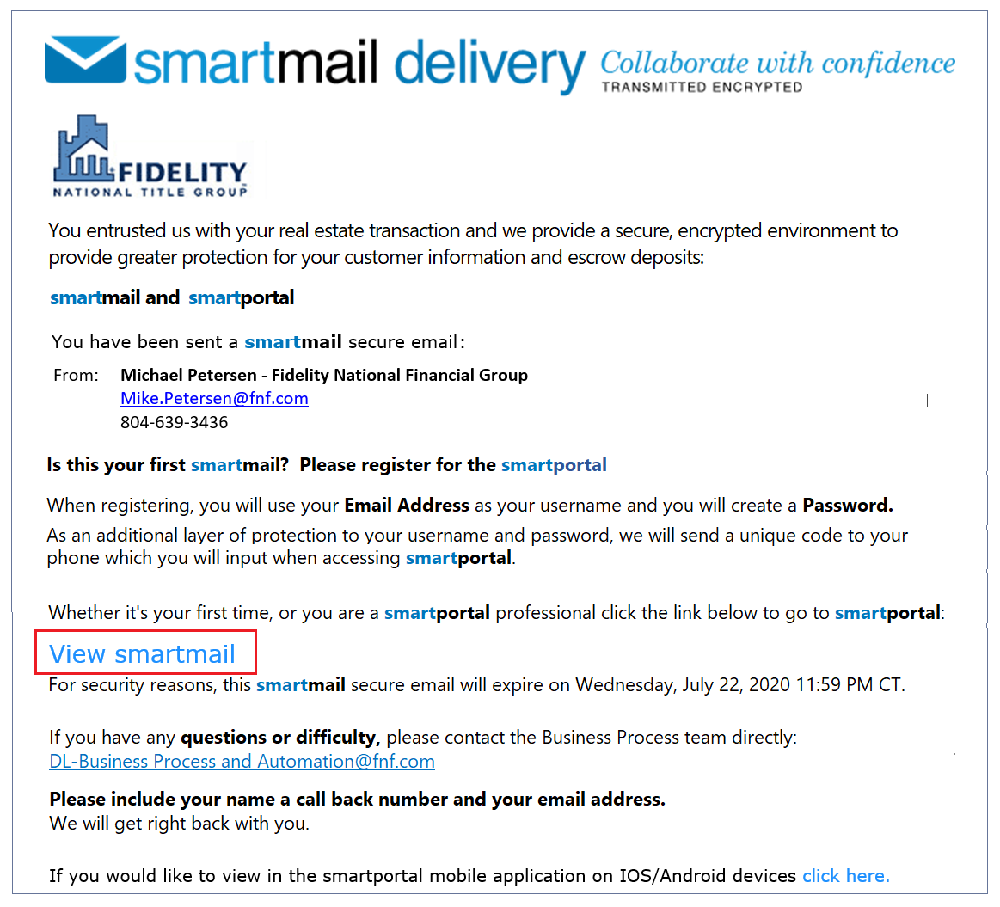 smartmail delivery Collaborate with confidence
TRANSMITTED ENCRYPTED
FIDELITY
NATIONAL TITLE GROUP™
You entrusted us with your real estate transaction and we provide a secure, encrypted environment to
provide greater protection for your customer information and escrow deposits:
smartmail and smartportal
You have been sent a smartmail secure email:
From: Michael Petersen - Fidelity National Financial Group
Mike.Petersen@fnf.com
804-639-3436
Is this your first smartmail? Please register for the smartportal
When registering, you will use your Email Address as your username and you will create a Password.
As an additional layer of protection to your username and password, we will send a unique code to your
phone which you will input when accessing smartportal.
Whether it's your first time, or you are a smartportal professional click the link below to go to smartportal:
View smartmail
For security reasons, this smartmail secure email will expire on Wednesday, July 22, 2020 11:59 PM CT.
If you have any questions or difficulty, please contact the Business Process team directly:
DL-Business Process and Automation@fnf.com
Please include your name a call back number and your email address.
We will get right back with you.
If you would like to view in the smartportal mobile application on IOS/Android devices click here.